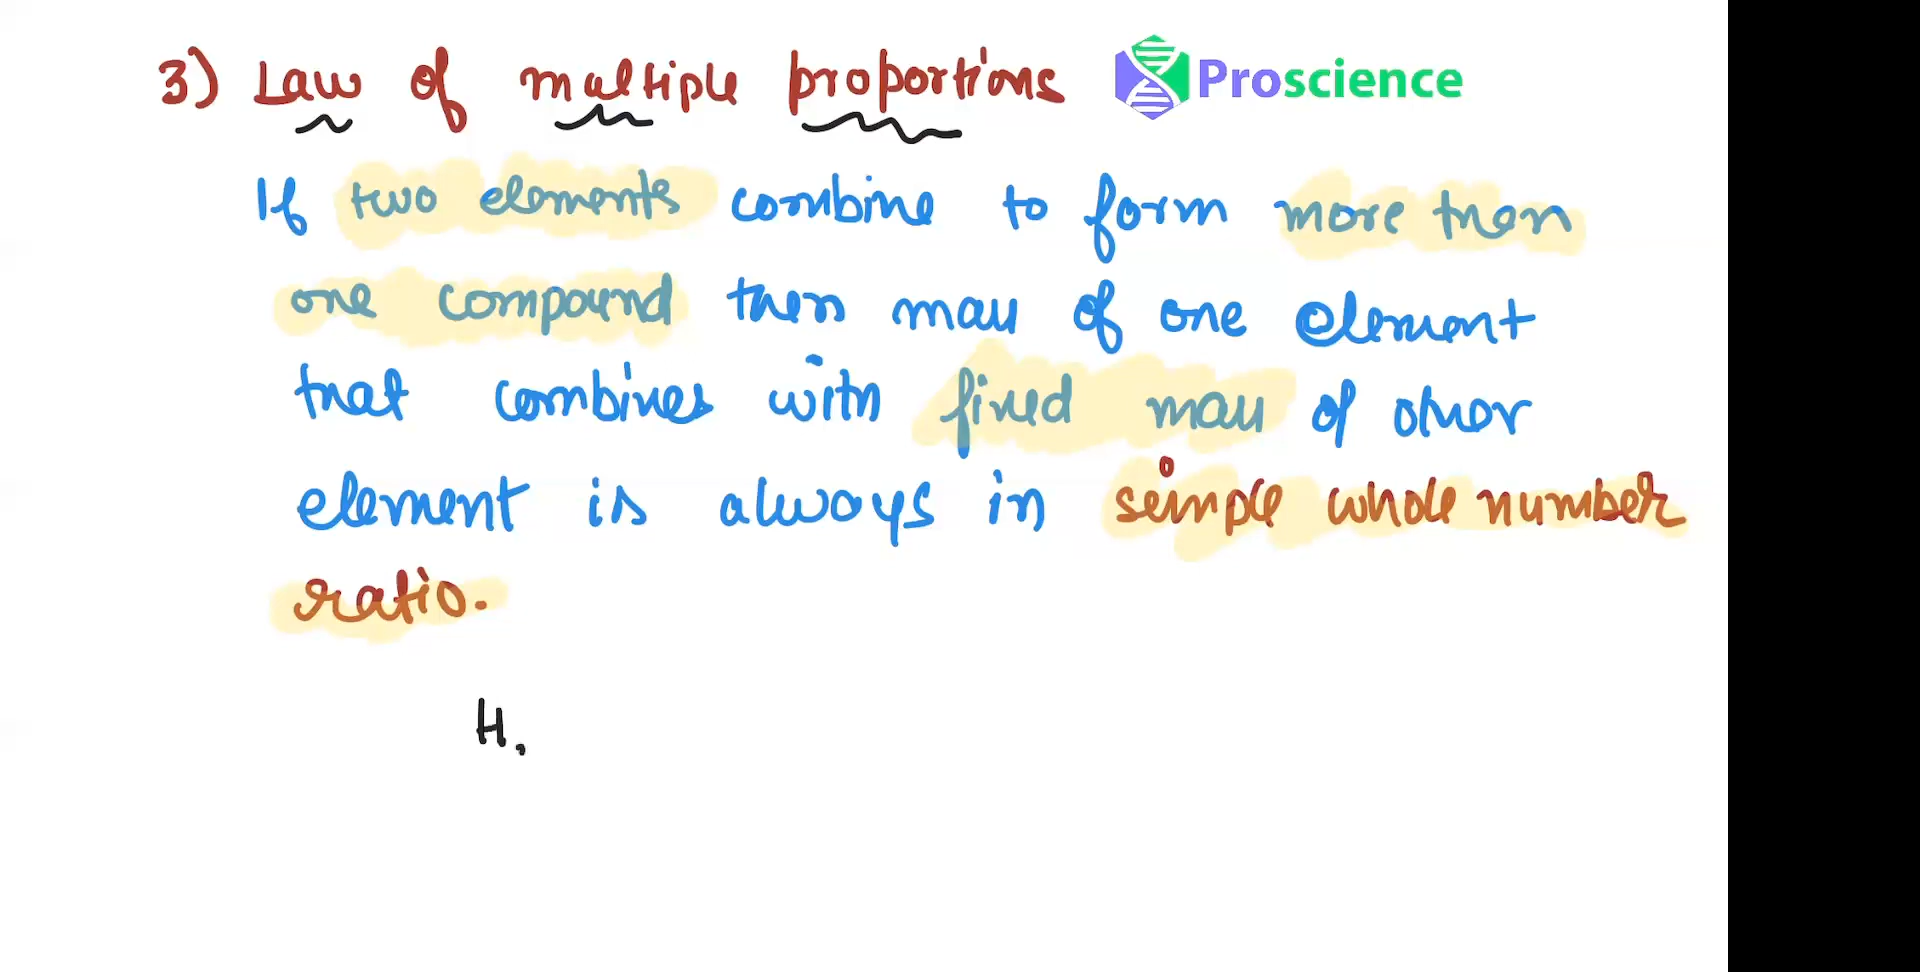 3) Law of multiple proportions Proscience
If two elements combine to form more than
one compound then mass of one element
that combines with fixed mass of other
element is always in simple whole number
ratio.
H,